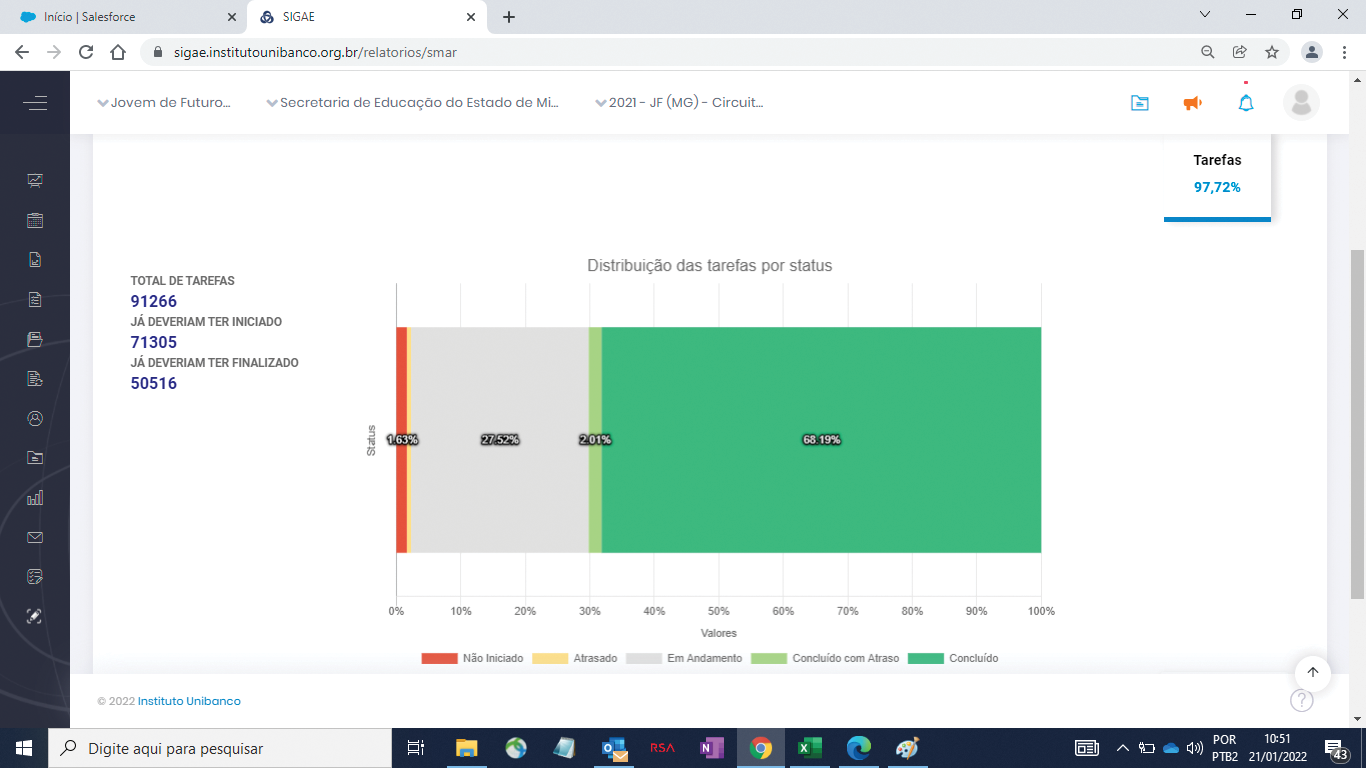 Início | Salesforce
SIGAE
sigae.institutounibanco.org.br/relatorios/smar
Jovem de Futuro...
Secretaria de Educação do Estado de Mi...
2021 - JF (MG) - Circuit...
Tarefas
97,72%
TOTAL DE TAREFAS
91266
JÁ DEVERIAM TER INICIADO
71305
JÁ DEVERIAM TER FINALIZADO
50516
Distribuição das tarefas por status
Status
1.63%
27.52%
2.01%
68.19%
0% 10% 20% 30% 40% 50% 60% 70% 80% 90% 100%
Valores
Não Iniciado
Atrasado
Em Andamento
Concluído com Atraso
Concluído
© 2022 Instituto Unibanco
?
Digite aqui para pesquisar
RSA
POR
PTB2
10:51
21/01/2022
43